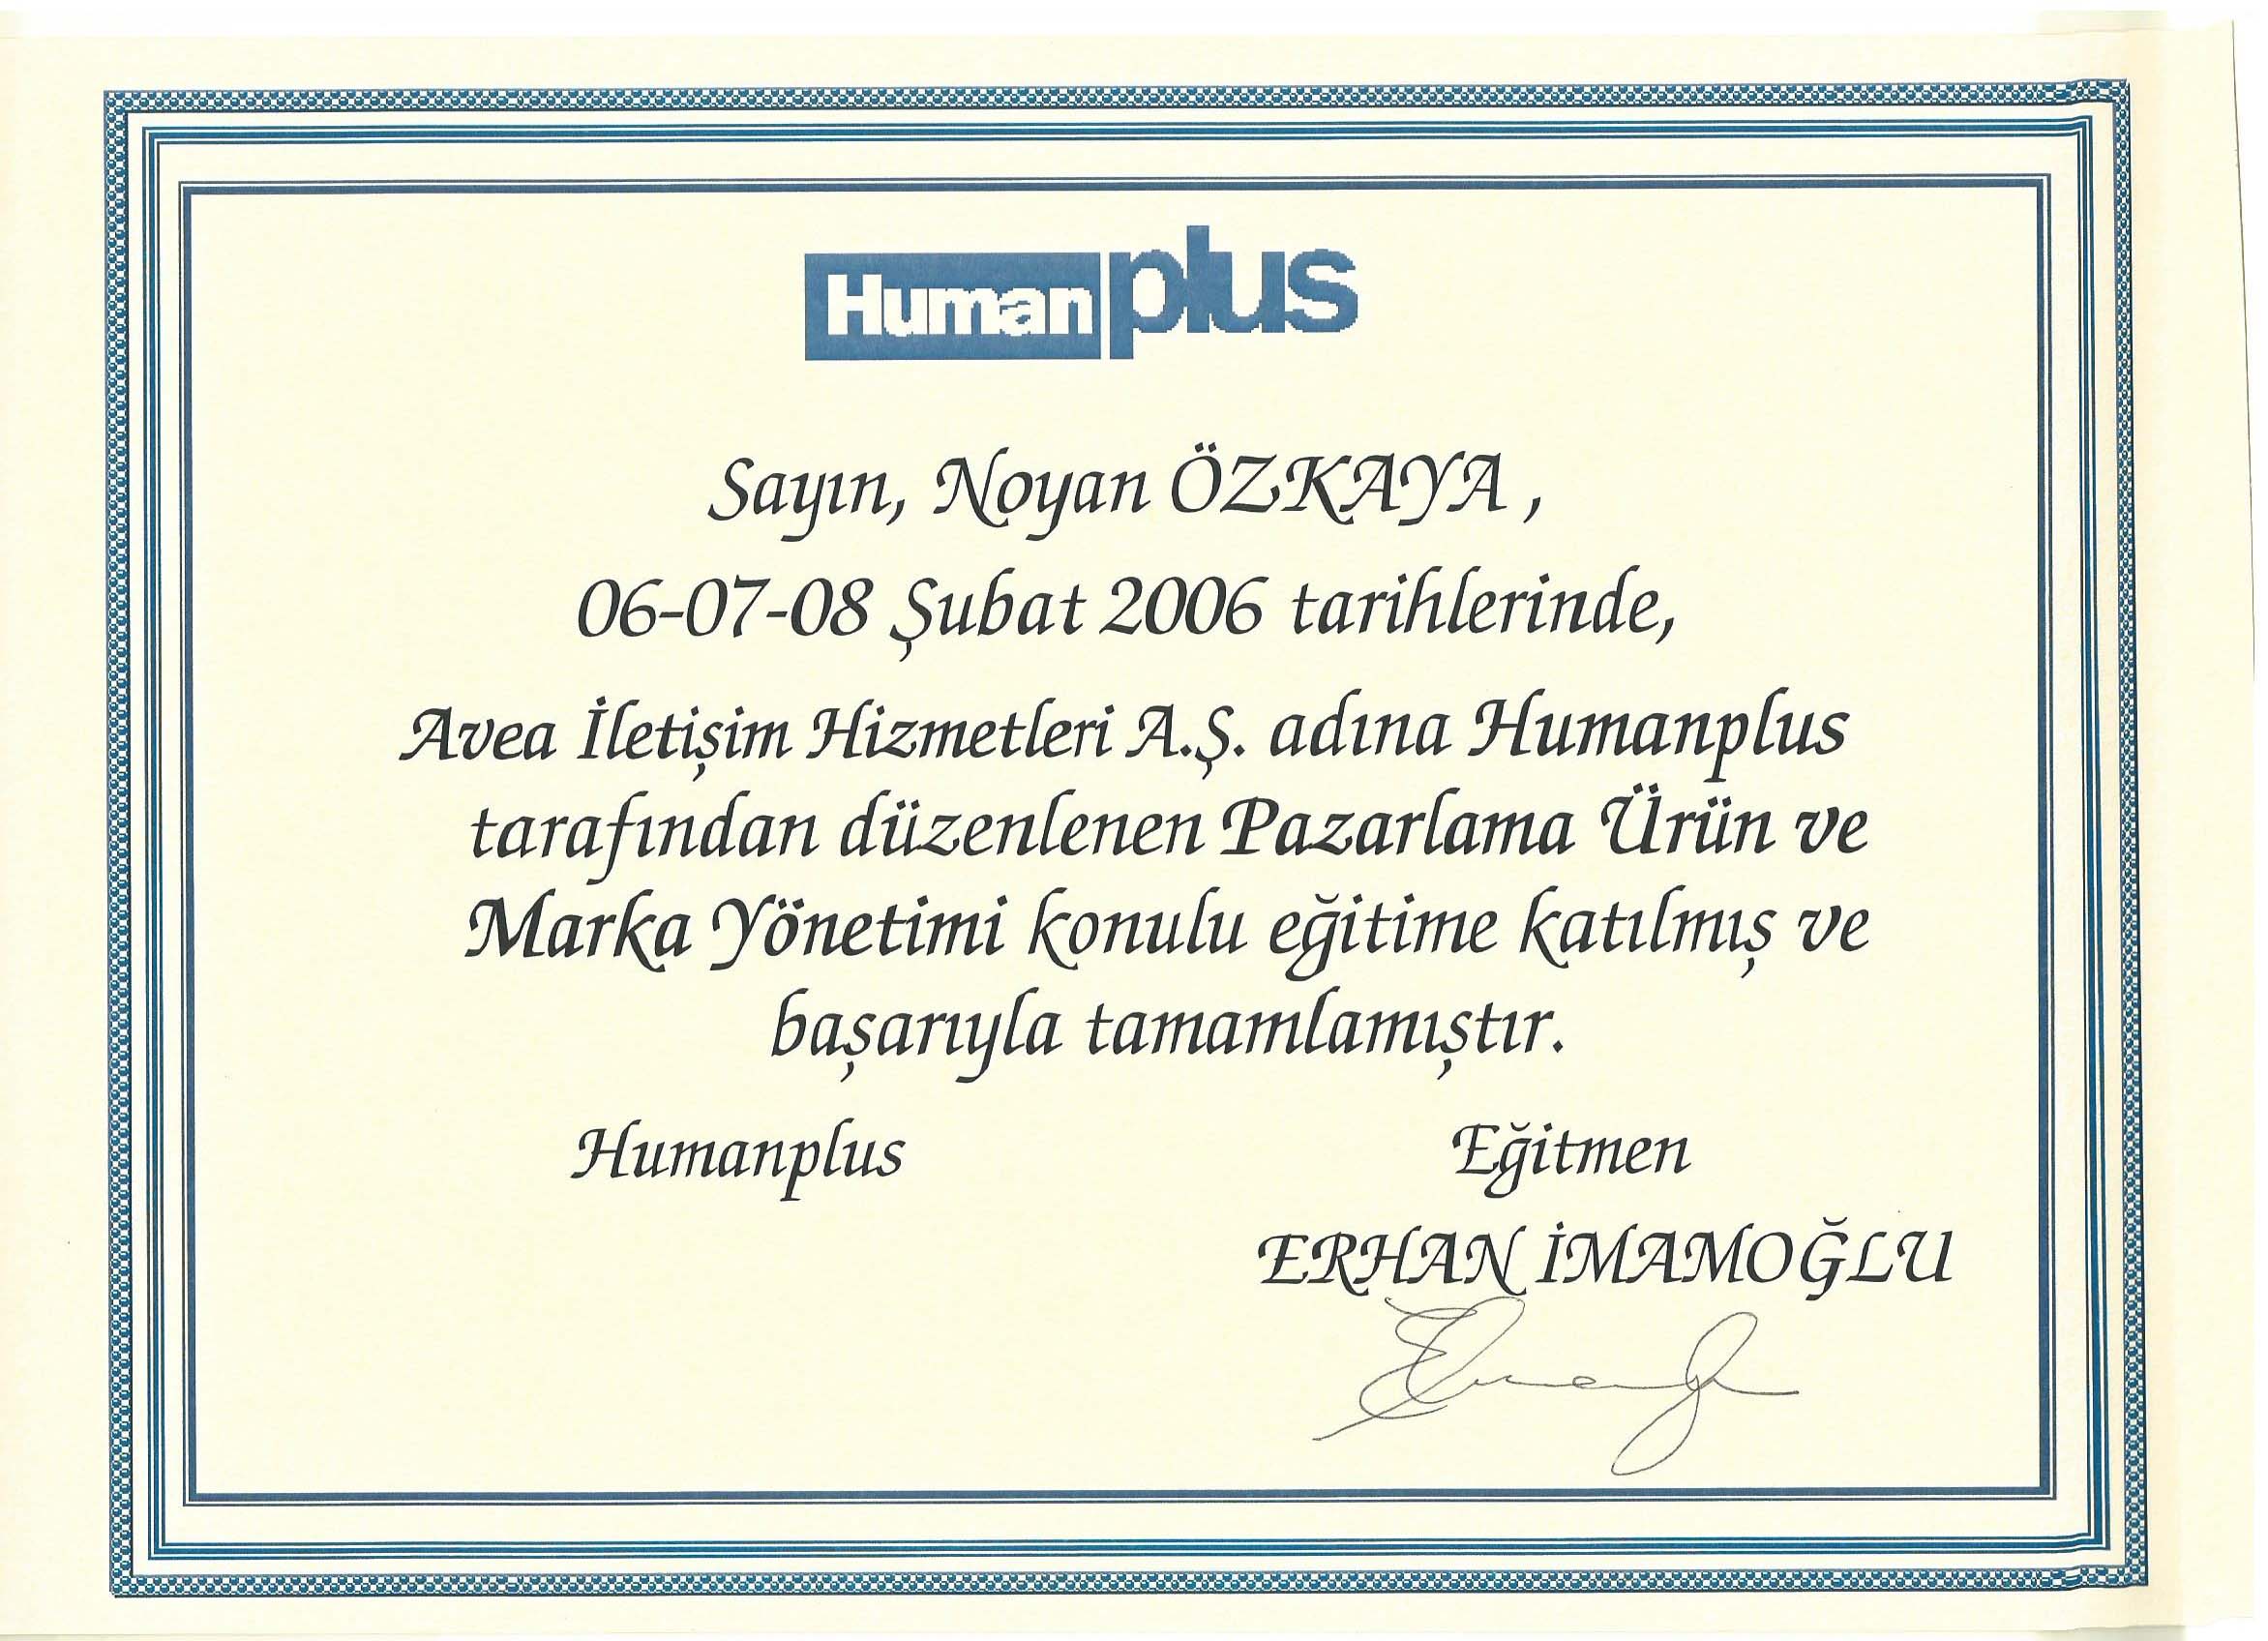 Human plus
Sayın, Noyan ÖZKAYA ,
06-07-08 Şubat 2006 tarihlerinde,
Avea İletişim Hizmetleri A.Ş. adına Humanplus
tarafından düzenlenen Pazarlama Ürün ve
Marka Yönetimi konulu eğitime katılmış ve
başarıyla tamamlamıştır.
Humanplus
Eğitmen
ERHAN İMAMOĞLU